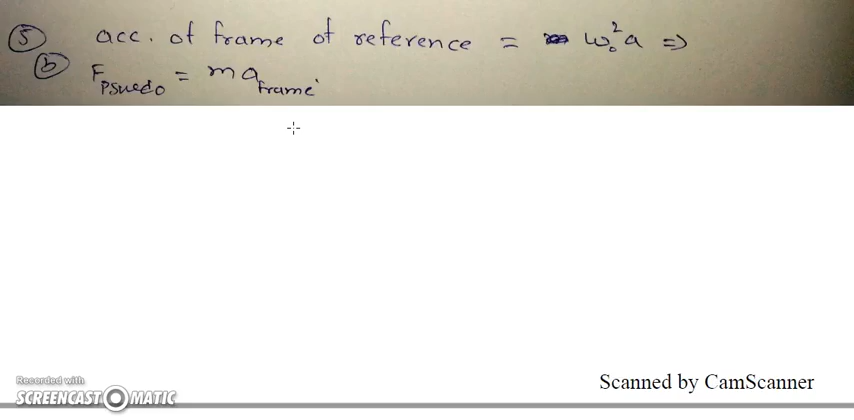 ⑤ acc. of frame of reference = ω₀²a ⇒
ⓑ F_psuedo = m a_frame
Recorded with
SCREENCAST O MATIC
Scanned by CamScanner